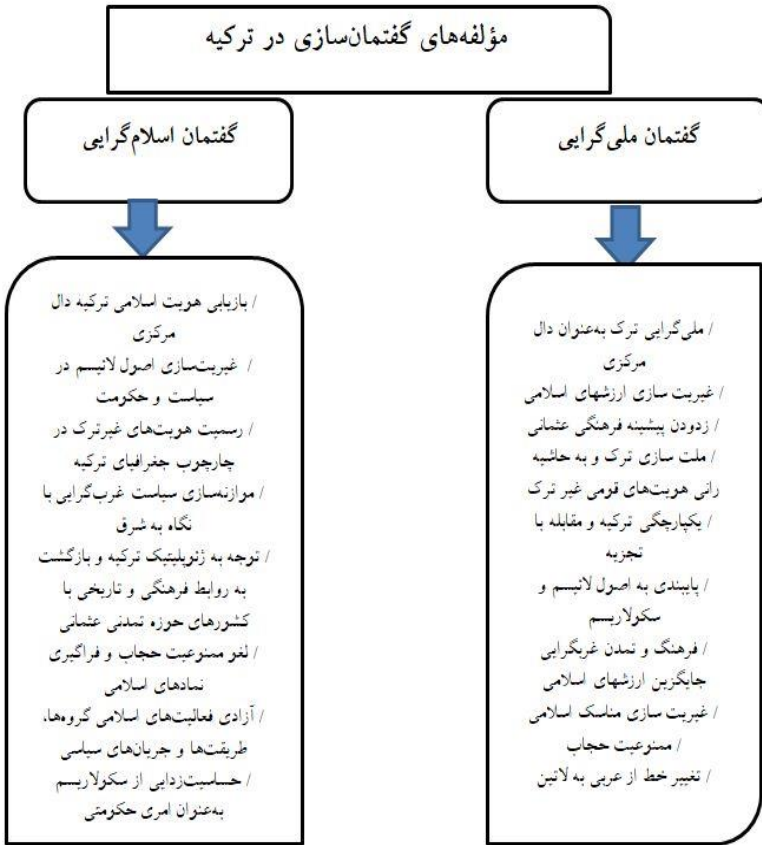 مؤلفه‌های گفتمان‌سازی در ترکیه
گفتمان ملی‌گرایی
/ ملی‌گرایی ترک به‌عنوان دال
مرکزی
/ غیریت سازی ارزشهای اسلامی
/ زدودن پیشینه فرهنگی عثمانی
/ ملت سازی ترک و به حاشیه
رانی هویت‌های قومی غیر ترک
/ یکپارچگی ترکیه و مقابله با
تجزیه
/ پایبندی به اصول لائیسم و
سکولاریسم
/ فرهنگ و تمدن غربگرایی
جایگزین ارزشهای اسلامی
/ غیریت سازی مناسک اسلامی
/ ممنوعیت حجاب
/ تغییر خط از عربی به لاتین
گفتمان اسلام‌گرایی
/ بازیابی هویت اسلامی ترکیه دال
مرکزی
/ غیریت‌سازی اصول لائیسم در
سیاست و حکومت
/ رسمیت هویت‌های غیرترک در
چارچوب جغرافیای ترکیه
/ موازنه‌سازی سیاست غرب‌گرایی با
نگاه به شرق
/ توجه به ژئوپلیتیک ترکیه و بازگشت
به روابط فرهنگی و تاریخی با
کشورهای حوزه تمدنی عثمانی
/ لغو ممنوعیت حجاب و فراگیری
نمادهای اسلامی
/ آزادی فعالیت‌های اسلامی گروه‌ها،
طریقت‌ها و جریان‌های سیاسی
/ حساسیت‌زدایی از سکولاریسم
به‌عنوان امری حکومتی